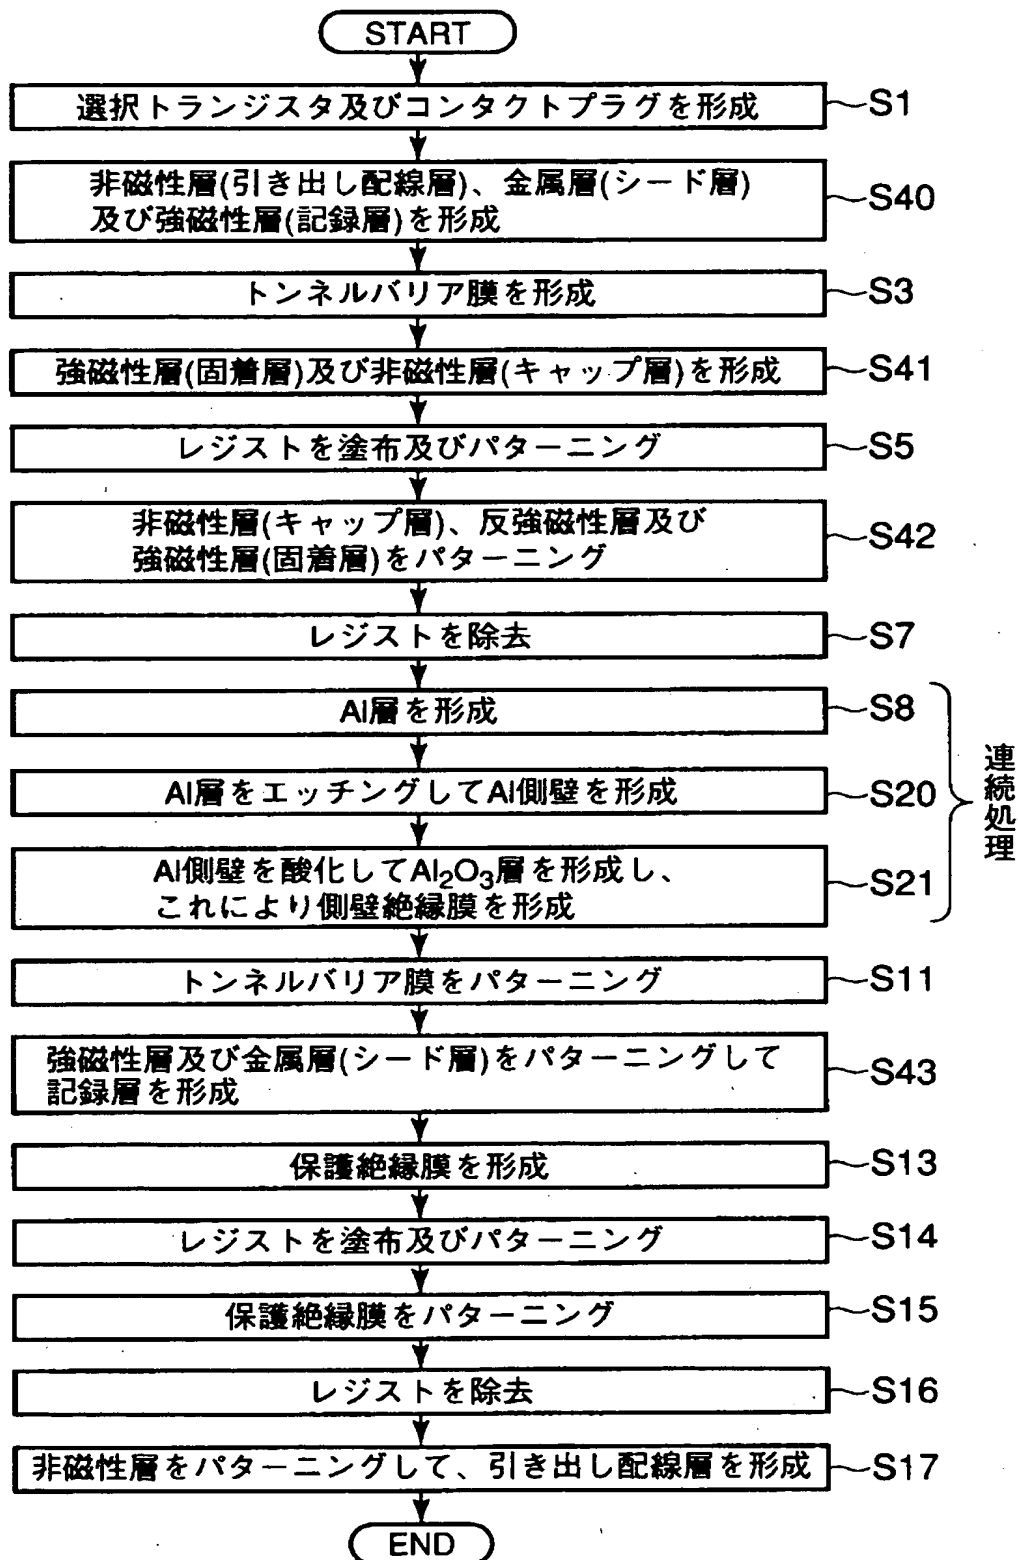 START
選択トランジスタ及びコンタクトプラグを形成
S1
非磁性層(引き出し配線層)、金属層(シード層)
及び強磁性層(記録層)を形成
S40
トンネルバリア膜を形成
S3
強磁性層(固着層)及び非磁性層(キャップ層)を形成
S41
レジストを塗布及びパターニング
S5
非磁性層(キャップ層)、反強磁性層及び
強磁性層(固着層)をパターニング
S42
レジストを除去
S7
Al層を形成
S8
Al層をエッチングしてAl側壁を形成
S20
Al側壁を酸化してAl₂O₃層を形成し、
これにより側壁絶縁膜を形成
S21
連続処理
トンネルバリア膜をパターニング
S11
強磁性層及び金属層(シード層)をパターニングして
記録層を形成
S43
保護絶縁膜を形成
S13
レジストを塗布及びパターニング
S14
保護絶縁膜をパターニング
S15
レジストを除去
S16
非磁性層をパターニングして、引き出し配線層を形成
S17
END